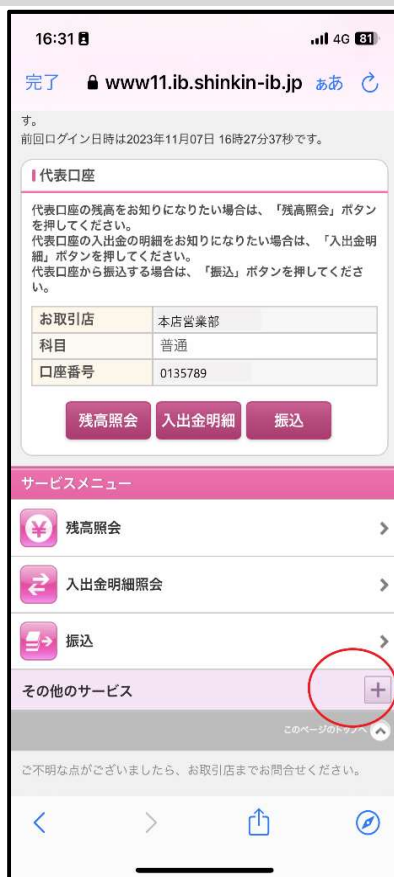 16:31
4G 81
完了 www11.ib.shinkin-ib.jp ぁあ
す。
前回ログイン日時は2023年11月07日 16時27分37秒です。
代表口座
代表口座の残高をお知りになりたい場合は、「残高照会」ボタン
を押してください。
代表口座の入出金の明細をお知りになりたい場合は、「入出金明
細」ボタンを押してください。
代表口座から振込する場合は、「振込」ボタンを押してくださ
い。
お取引店 本店営業部
科目 普通
口座番号 0135789
残高照会 入出金明細 振込
サービスメニュー
残高照会
入出金明細照会
振込
その他のサービス
このページのトップへ
ご不明な点がございましたら、お取引店までお問合せください。